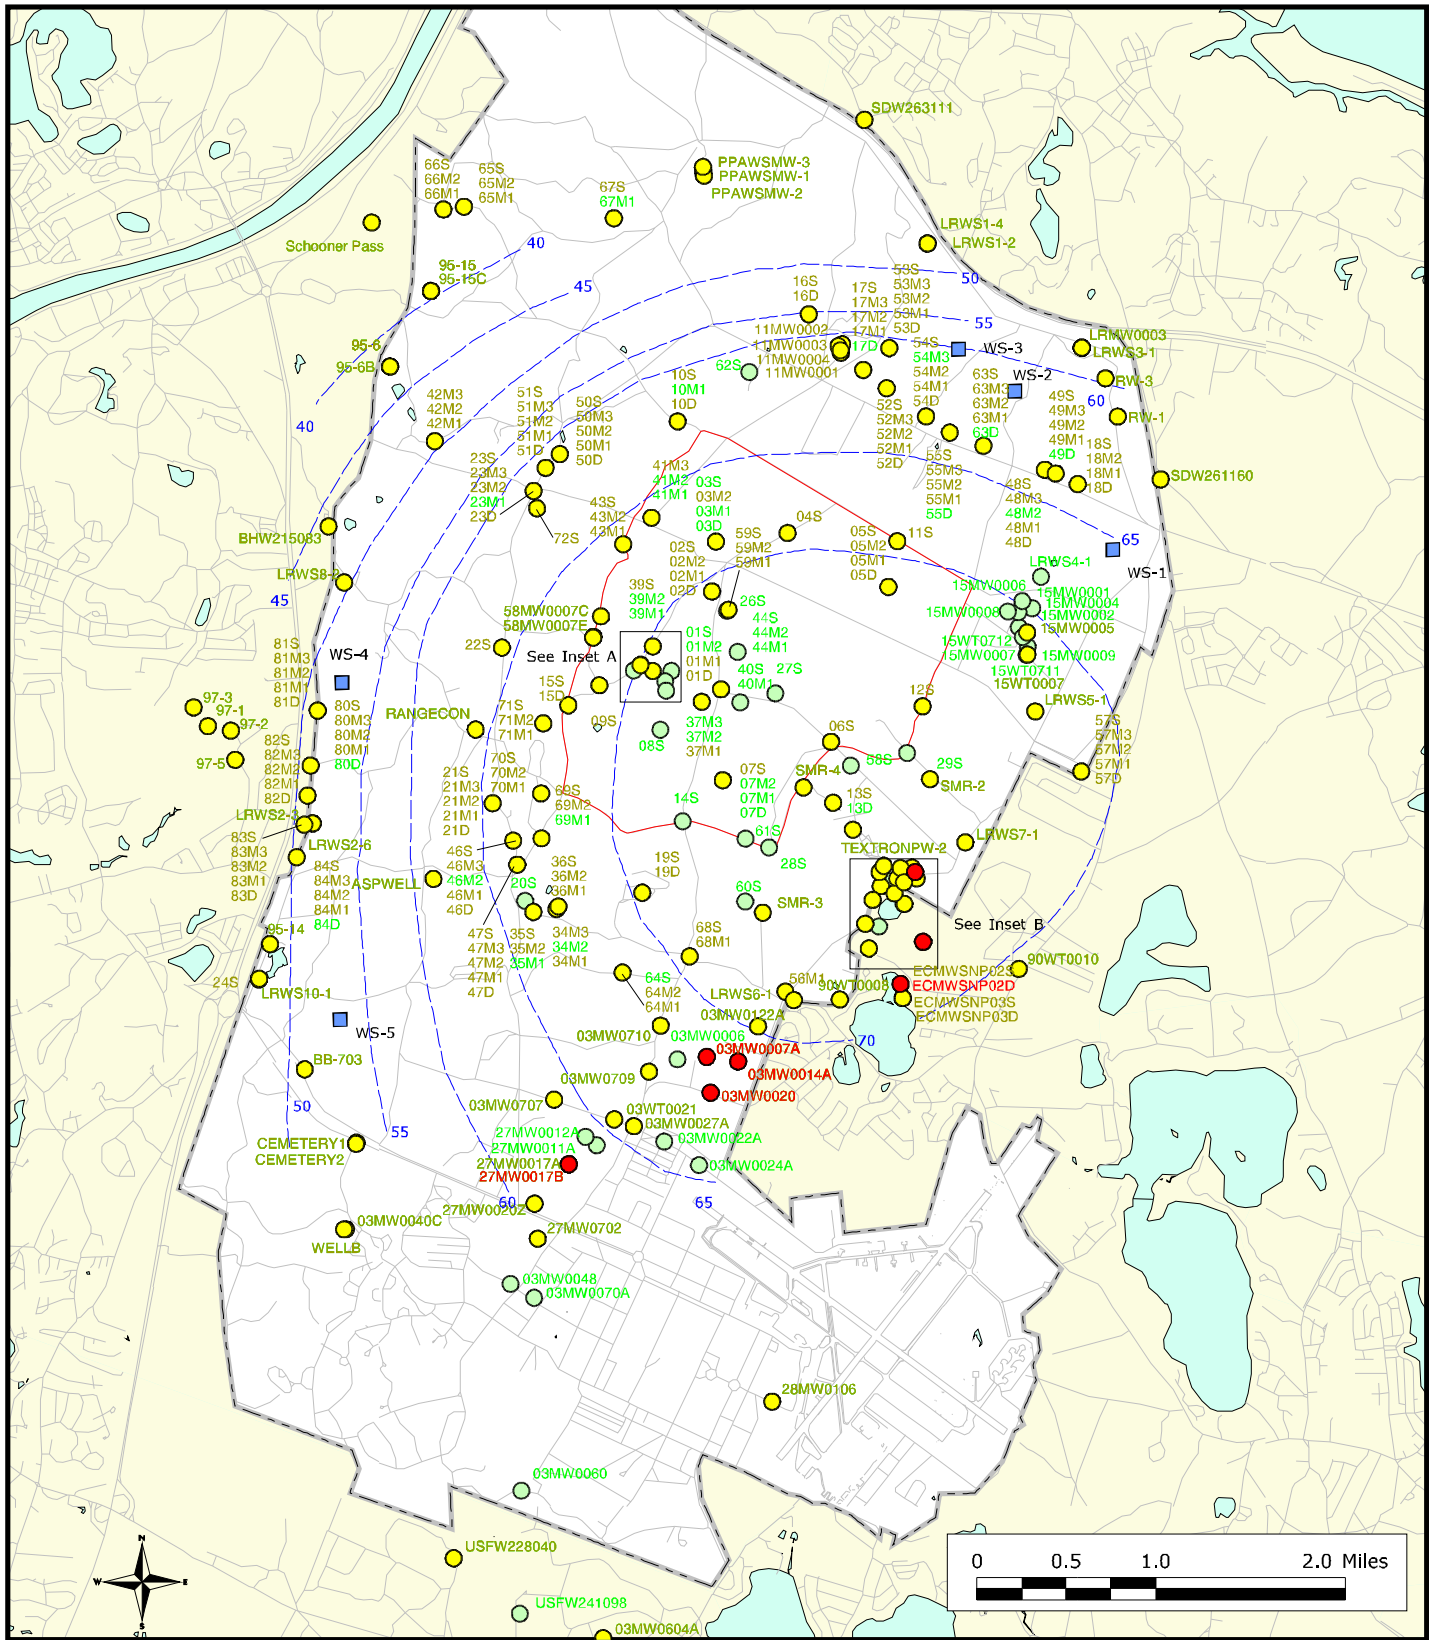 SDW263111
PPAWSMW-3
PPAWSMW-1
PPAWSMW-2
66S
66M2
66M1
65S
65M2
65M1
67S
67M1
Schooner Pass
LRWS1-4
LRWS1-2
40
95-15
95-15C
45
50
16S
16D
17S
17M3
17M2
17M1
17D
53S
53M3
53M2
53M1
53D
55
11MW0002
11MW0003
11MW0004
11MW0001
54S
54M3
54M2
54M1
54D
WS-3
LRMW0003
LRWS3-1
95-6
95-6B
62S
10S
10M1
10D
63S
63M3
63M2
63M1
63D
WS-2
RW-3
60
RW-1
42M3
42M2
42M1
51S
51M3
51M2
51M1
51D
50S
50M3
50M2
50M1
50D
52S
52M3
52M2
52M1
52D
49S
49M3
49M2
49M1
49D
40
18S
18M2
18M1
18D
23S
23M3
23M2
23M1
23D
41M3
41M2
41M1
03S
03M2
03M1
03D
55S
55M3
55M2
55M1
55D
48S
48M3
48M2
48M1
48D
SDW261160
43S
43M2
43M1
72S
04S
05S
05M2
05M1
05D
11S
65
BHW215083
59S
59M2
59M1
02S
02M2
02M1
02D
LRWS4-1
WS-1
LRWS8-2
45
39S
39M2
39M1
26S
15MW0006
15MW0001
15MW0004
15MW0008
15MW0002
15MW0005
58MW0007C
58MW0007E
44S
44M2
44M1
01S
01M2
01M1
01D
15WT0712
15MW0007
15MW0009
15WT0711
15WT0007
81S
81M3
81M2
81M1
81D
WS-4
22S
See Inset A
40S
40M1
27S
15S
15D
LRWS5-1
12S
97-3
97-1
97-2
97-5
80S
80M3
80M2
80M1
80D
RANGECON
71S
71M2
71M1
09S
08S
37M3
37M2
37M1
06S
57S
57M3
57M2
57M1
57D
82S
82M3
82M2
82M1
82D
70S
70M2
70M1
58S
29S
SMR-4
SMR-2
21S
21M3
21M2
21M1
21D
69S
69M2
69M1
07S
07M2
07M1
07D
13S
13D
14S
LRWS2-3
LRWS2-6
61S
28S
LRWS7-1
TEXTRONPW-2
83S
83M3
83M2
83M1
83D
46S
46M3
46M2
46M1
46D
84S
84M3
84M2
84M1
84D
ASPWELL
20S
36S
36M2
36M1
19S
19D
60S
SMR-3
See Inset B
95-14
47S
47M3
47M2
47M1
47D
35S
35M2
35M1
34M3
34M2
34M1
68S
68M1
24S
LRWS10-1
64S
64M2
64M1
56M1
LRWS6-1
90WT0008
ECMWSNP02S
ECMWSNP02D
90WT0010
ECMWSNP03S
ECMWSNP03D
WS-5
03MW0710
03MW0122A
03MW0006
70
03MW0007A
03MW0014A
BB-703
03MW0709
03MW0020
50
03MW0707
03WT0021
03MW0027A
55
27MW0012A
27MW0011A
03MW0022A
CEMETERY1
CEMETERY2
27MW0017A
27MW0017B
03MW0024A
60
65
27MW0020Z
03MW0040C
WELLB
27MW0702
03MW0048
03MW0070A
28MW0106
03MW0060
USFW228040
USFW241098
03MW0604A
N
W
E
S
0 0.5 1.0 2.0 Miles